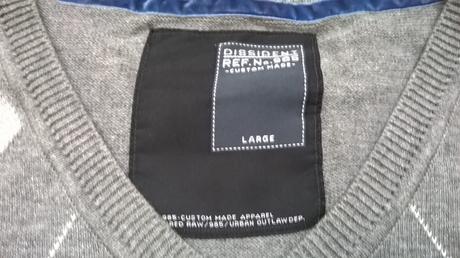 DISSIDENT
REF.No.985
-CUSTOM MADE-
LARGE
985-CUSTOM MADE APPAREL
RED RAW/985/URBAN OUTLAW DEP.